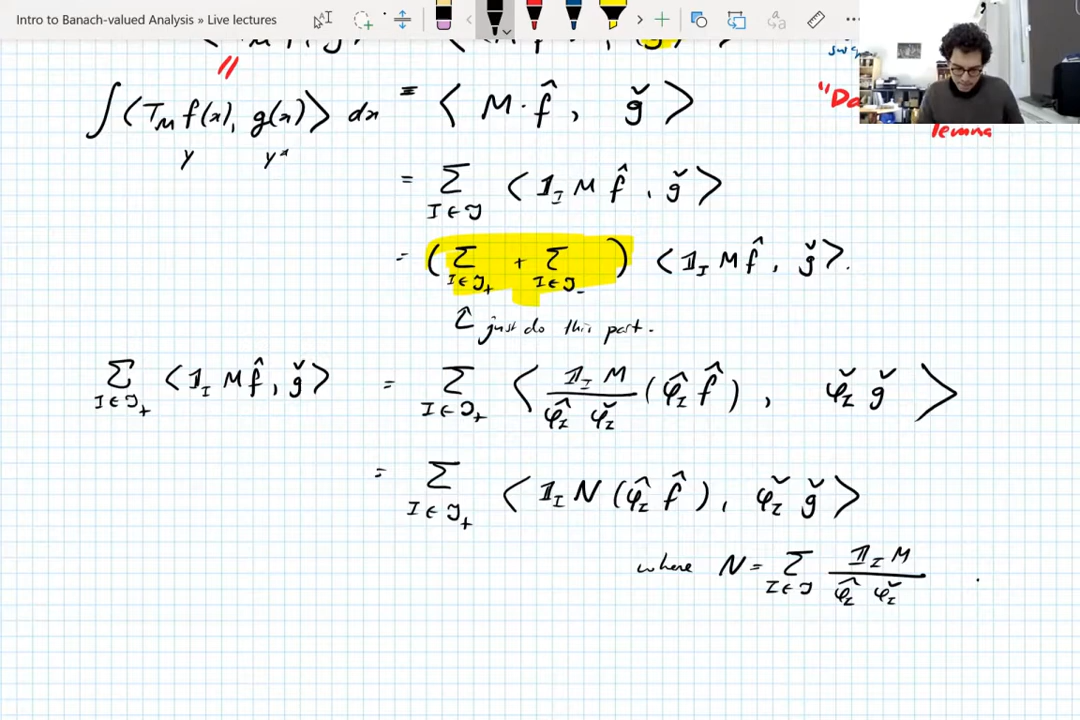 Intro to Banach-valued Analysis » Live lectures
"Da
lemma
∫⟨T_M f(x), g(x)⟩ dx = ⟨M · f̂, ǧ⟩
Y Y*
= Σ_{I∈𝒥} ⟨𝟙_I M f̂, ǧ⟩
= (Σ_{I∈𝒥₊} + Σ_{I∈𝒥₋}) ⟨𝟙_I M f̂, ǧ⟩.
just do this part.
Σ_{I∈𝒥₊} ⟨𝟙_I M f̂, ǧ⟩ = Σ_{I∈𝒥₊} ⟨𝟙_I M / (φ̂_I φ̌_I) (φ̂_I f̂), φ̌_I ǧ⟩
= Σ_{I∈𝒥₊} ⟨𝟙_I N (φ̂_I f̂), φ̌_I ǧ⟩
where N = Σ_{I∈𝒥} 𝟙_I M / (φ̂_I φ̌_I)